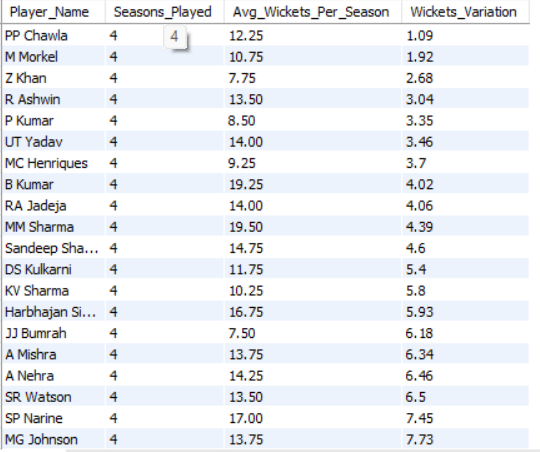 Player_Name Seasons_Played Avg_Wickets_Per_Season Wickets_Variation
PP Chawla 4 4 12.25 1.09
M Morkel 4 10.75 1.92
Z Khan 4 7.75 2.68
R Ashwin 4 13.50 3.04
P Kumar 4 8.50 3.35
UT Yadav 4 14.00 3.46
MC Henriques 4 9.25 3.7
B Kumar 4 19.25 4.02
RA Jadeja 4 14.00 4.06
MM Sharma 4 19.50 4.39
Sandeep Sha... 4 14.75 4.6
DS Kulkarni 4 11.75 5.4
KV Sharma 4 10.25 5.8
Harbhajan Si... 4 16.75 5.93
JJ Bumrah 4 7.50 6.18
A Mishra 4 13.75 6.34
A Nehra 4 14.25 6.46
SR Watson 4 13.50 6.5
SP Narine 4 17.00 7.45
MG Johnson 4 13.75 7.73